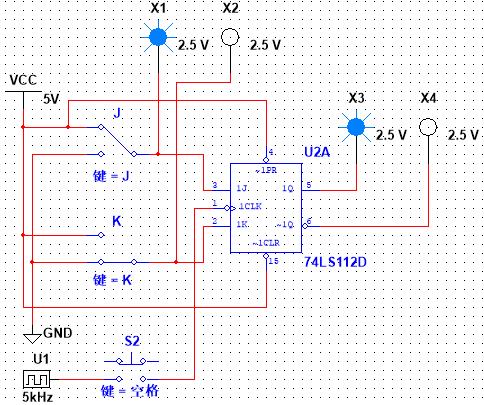 X1 X2
2.5 V 2.5 V
VCC
5V
X3 X4
2.5 V 2.5 V
J
键 = J
U2A
4
~1PR
3 1J 1Q 5
1 1CLK
2 1K ~1Q 6
~1CLR
15
74LS112D
K
键 = K
GND
S2
U1
键 = 空格
5kHz